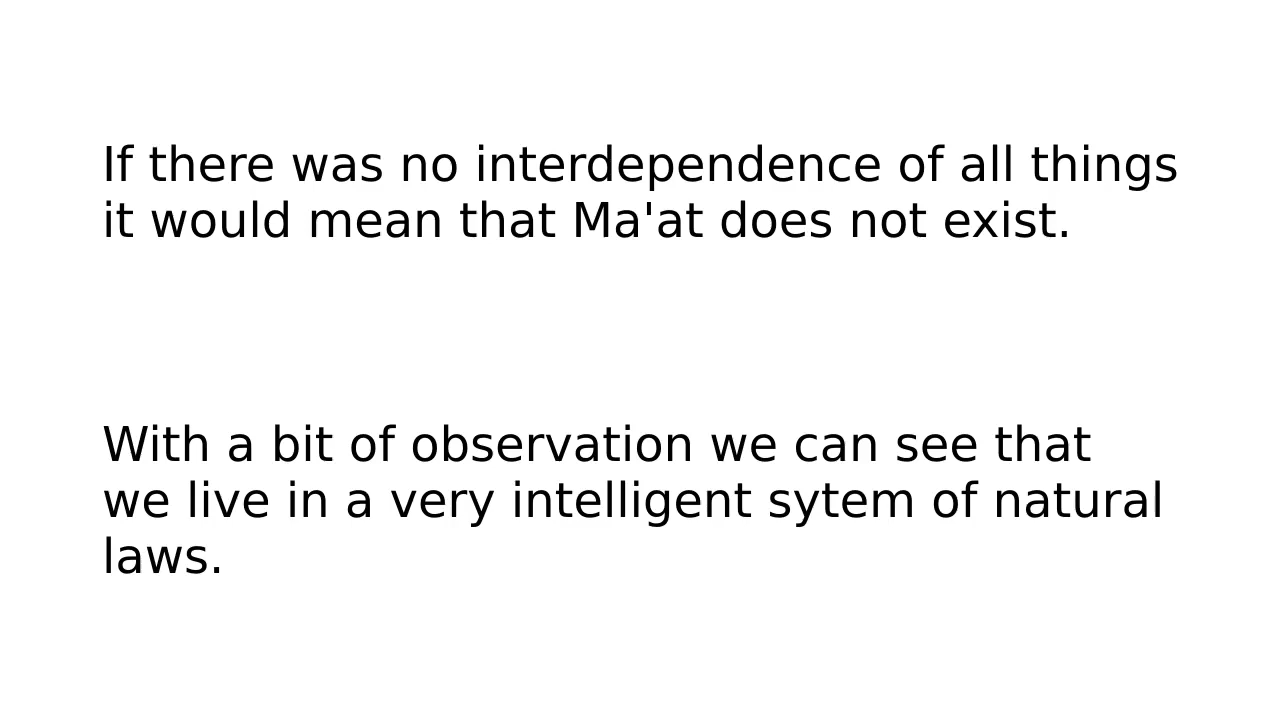 If there was no interdependence of all things
it would mean that Ma'at does not exist.
With a bit of observation we can see that
we live in a very intelligent sytem of natural
laws.